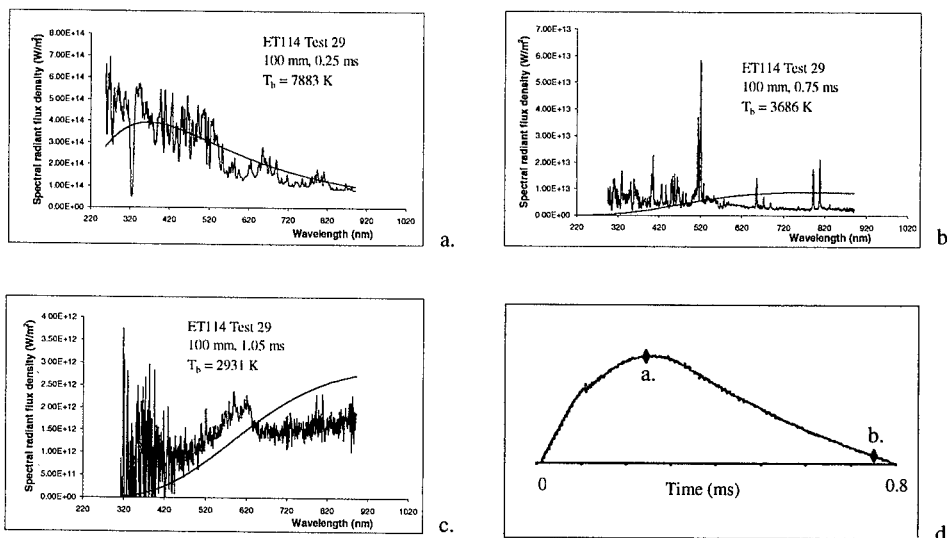 8.00E+14
7.00E+14
6.00E+14
5.00E+14
4.00E+14
3.00E+14
2.00E+14
1.00E+14
0.00E+00
Spectral radiant flux density (W/m³)
ET114 Test 29
100 mm, 0.25 ms
T_b = 7883 K
220 320 420 520 620 720 820 920 1020
Wavelength (nm)
a.
7.00E+13
6.00E+13
5.00E+13
4.00E+13
3.00E+13
2.00E+13
1.00E+13
0.00E+00
Spectral radiant flux density (W/m³)
ET114 Test 29
100 mm, 0.75 ms
T_b = 3686 K
220 320 420 520 620 720 820 920 1020
Wavelength (nm)
b
4.00E+12
3.50E+12
3.00E+12
2.50E+12
2.00E+12
1.50E+12
1.00E+12
5.00E+11
0.00E+00
Spectral radiant flux density (W/m³)
ET114 Test 29
100 mm, 1.05 ms
T_b = 2931 K
220 320 420 520 620 720 820 920 1020
Wavelength (nm)
c.
a.
b.
0 Time (ms) 0.8
d